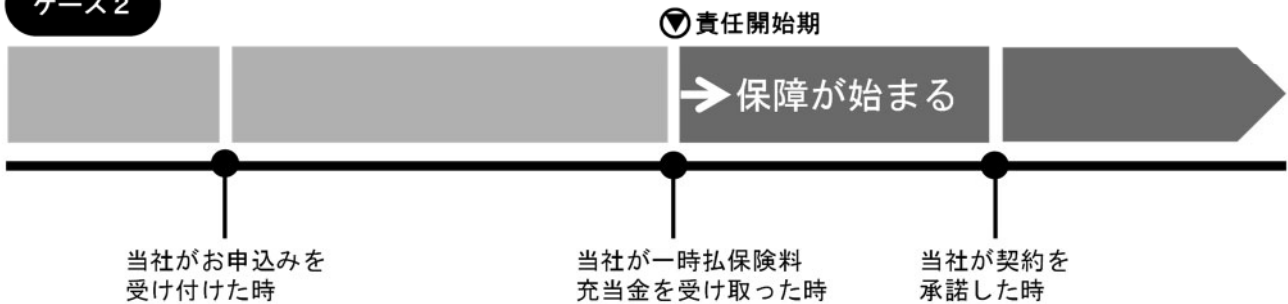 ケース2
責任開始期
保障が始まる
当社がお申込みを
受け付けた時
当社が一時払保険料
充当金を受け取った時
当社が契約を
承諾した時